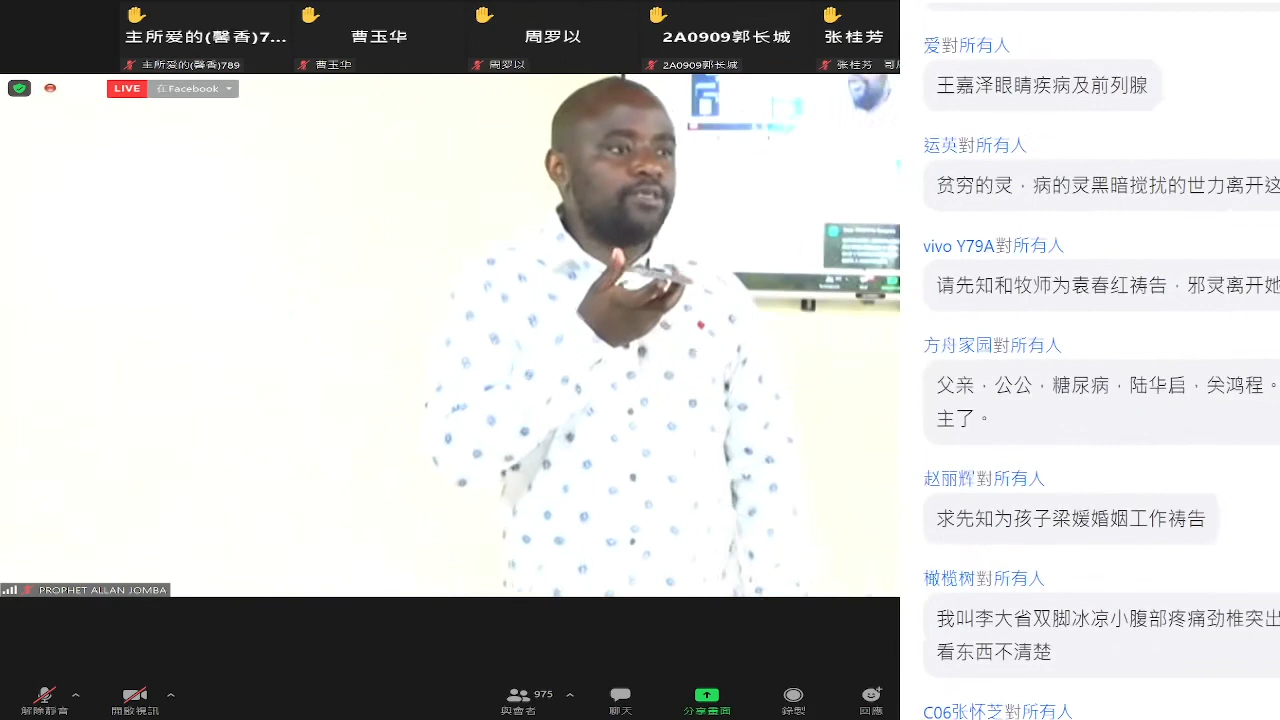 主所爱的(馨香)7...
曹玉华
周罗以
2A0909郭长城
张桂芳
主所爱的(馨香)789
曹玉华
周罗以
2A0909郭长城
张桂芳
LIVE
在Facebook
PROPHET ALLAN JOMBA
解除靜音
開啟視訊
975
與會者
聊天
分享畫面
錄製
回應
爱對所有人
王嘉泽眼睛疾病及前列腺
运英對所有人
贫穷的灵，病的灵黑暗搅扰的世力离开这
vivo Y79A對所有人
请先知和牧师为袁春红祷告，邪灵离开她
方舟家园對所有人
父亲，公公，糖尿病，陆华启，尖鸿程。
主了。
赵丽辉對所有人
求先知为孩子梁媛婚姻工作祷告
橄榄树對所有人
我叫李大省双脚冰凉小腹部疼痛劲椎突出
看东西不清楚
C06张怀芝對所有人